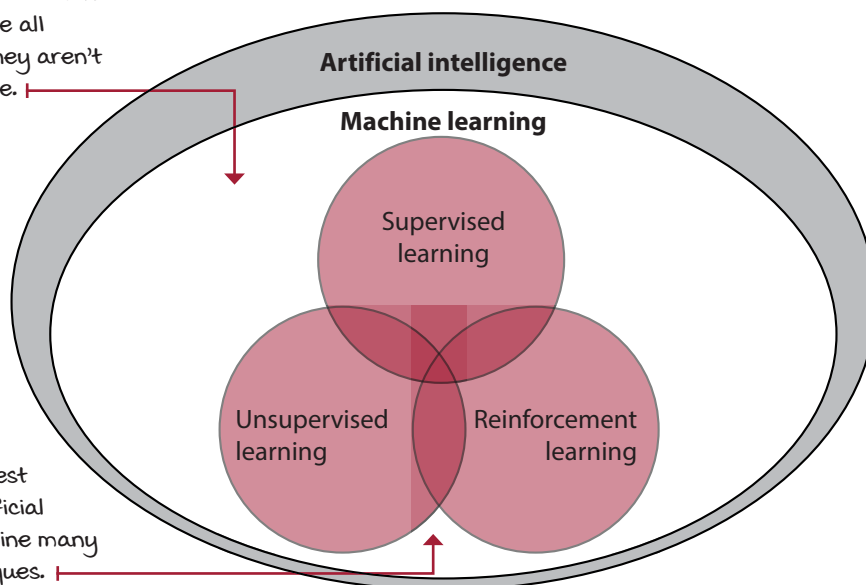 e all
hey aren't
e.
Artificial intelligence
Machine learning
Supervised
learning
Unsupervised
learning
Reinforcement
learning
est
ficial
ine many
ques.